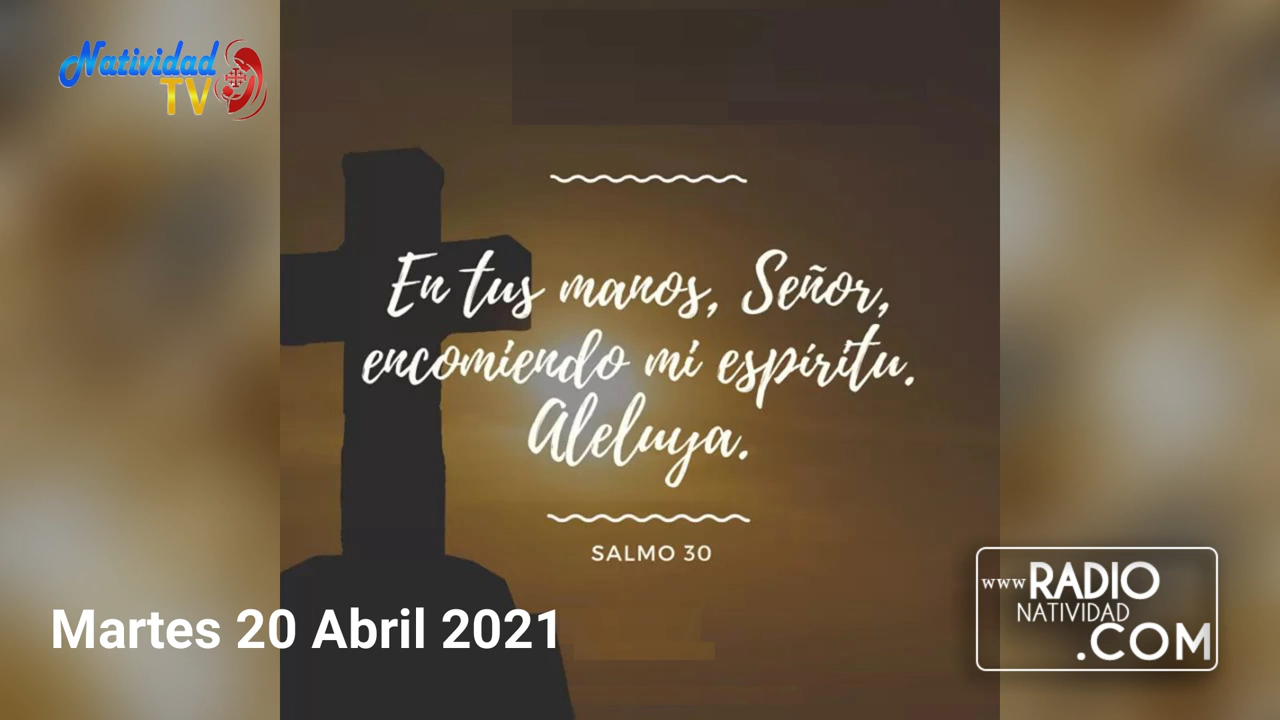 Natividad
TV
En tus manos, Señor,
encomiendo mi espíritu.
Aleluya.
SALMO 30
Martes 20 Abril 2021
www RADIO
NATIVIDAD
.COM